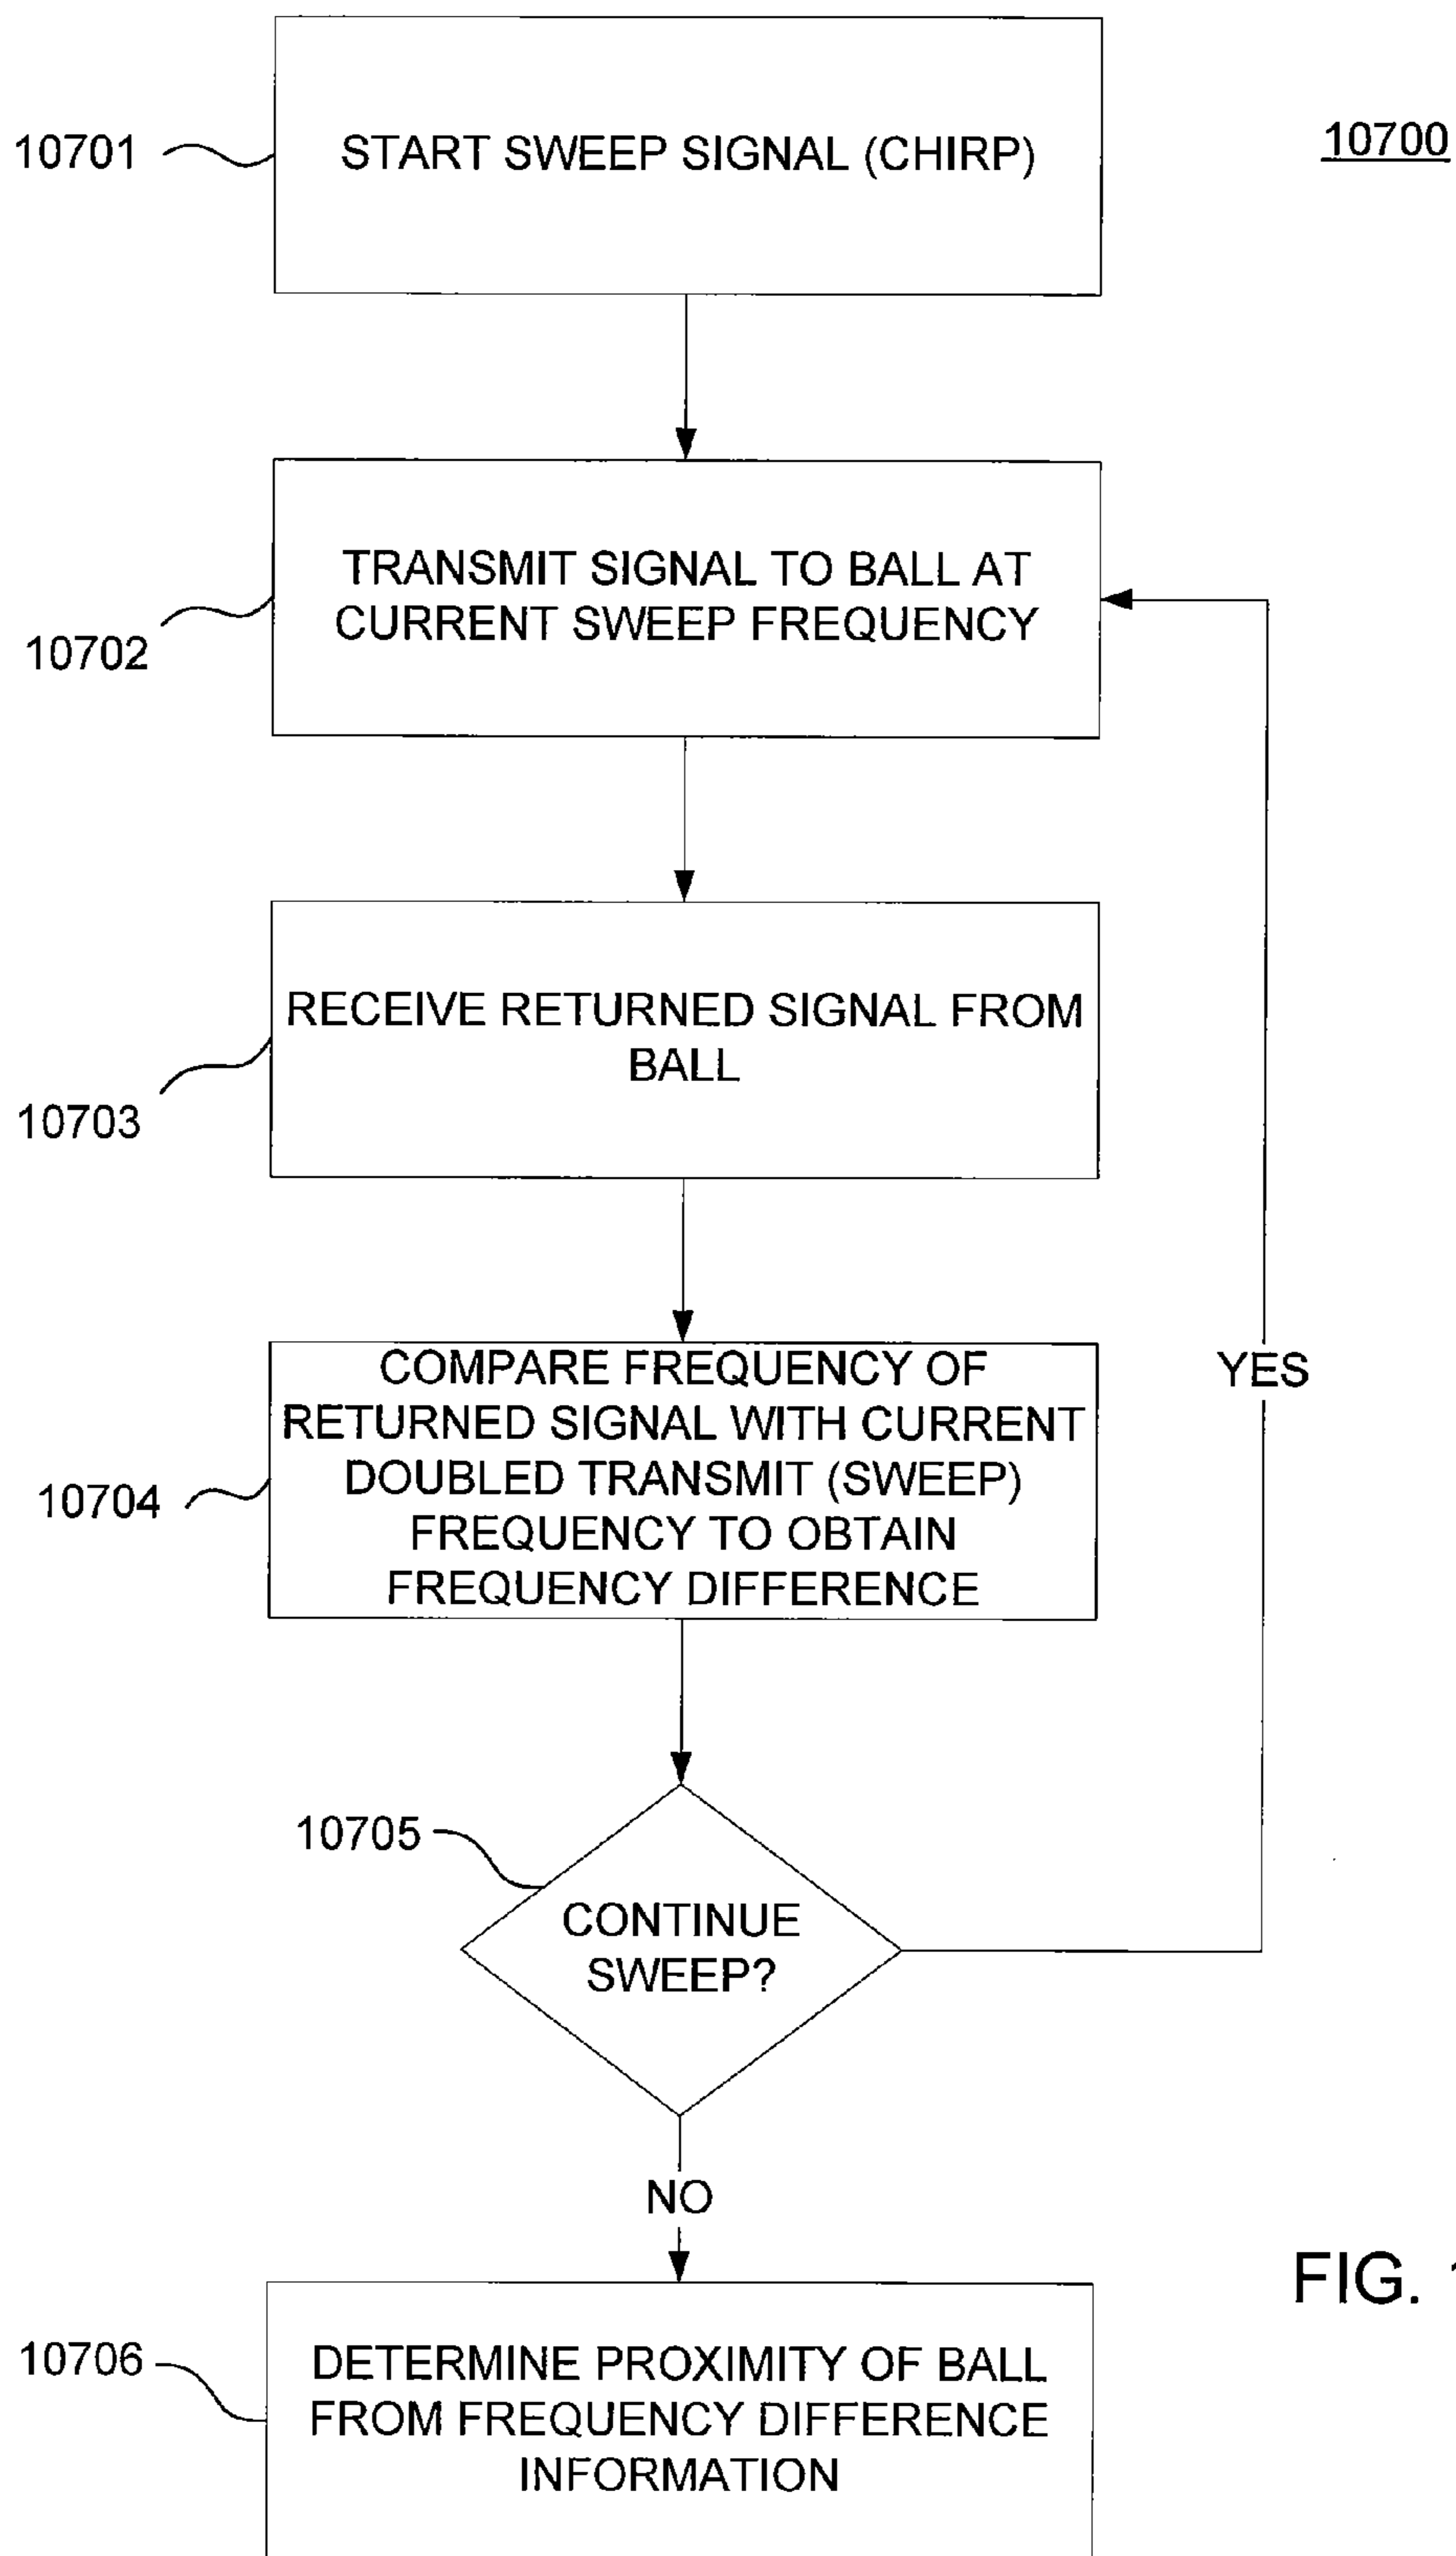 10701
START SWEEP SIGNAL (CHIRP)
10700
TRANSMIT SIGNAL TO BALL AT
CURRENT SWEEP FREQUENCY
10702
RECEIVE RETURNED SIGNAL FROM
BALL
10703
COMPARE FREQUENCY OF
RETURNED SIGNAL WITH CURRENT
DOUBLED TRANSMIT (SWEEP)
FREQUENCY TO OBTAIN
FREQUENCY DIFFERENCE
10704
YES
10705
CONTINUE
SWEEP?
NO
FIG.
10706
DETERMINE PROXIMITY OF BALL
FROM FREQUENCY DIFFERENCE
INFORMATION